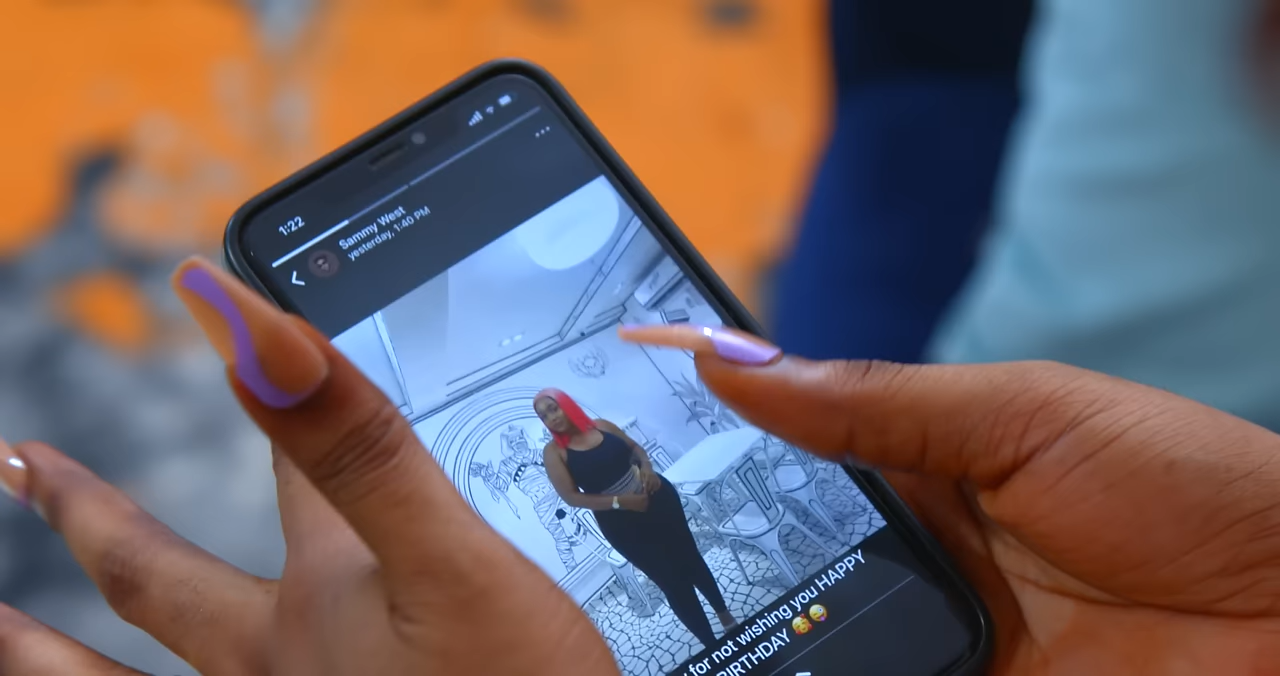 1:22
Sammy West
yesterday, 1:40 PM
for not wishing you HAPPY
BIRTHDAY 🥰😜